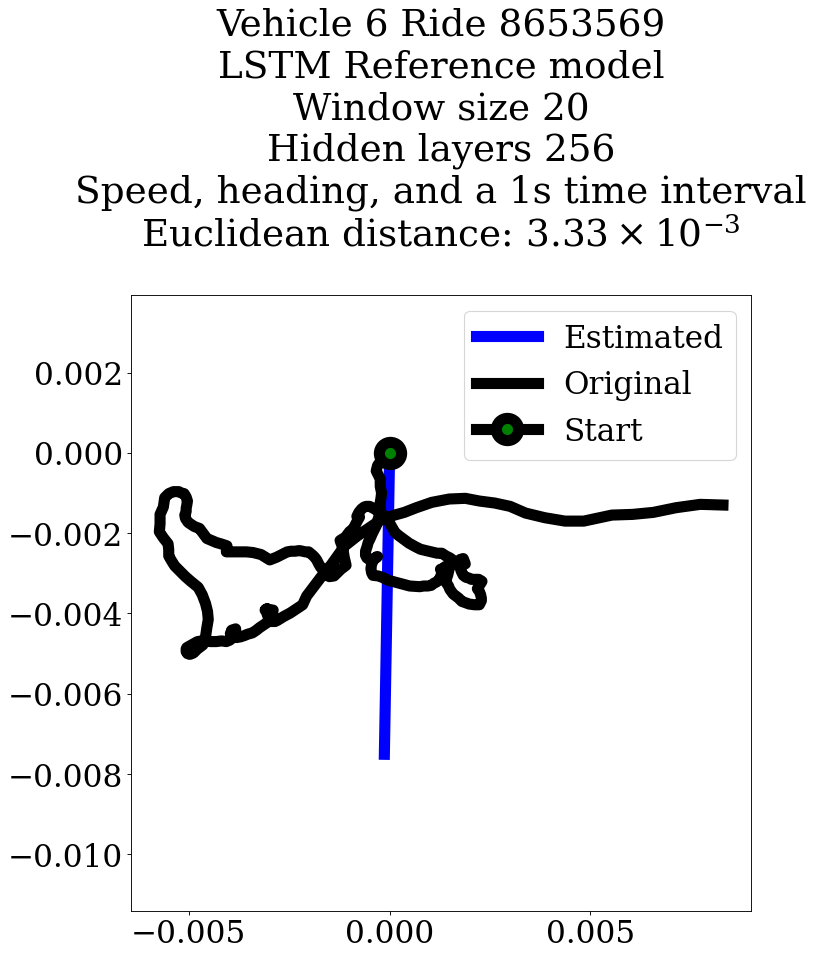 Vehicle 6 Ride 8653569
LSTM Reference model
Window size 20
Hidden layers 256
Speed, heading, and a 1s time interval
Euclidean distance: 3.33 × 10⁻³
Estimated
Original
Start
0.002
0.000
−0.002
−0.004
−0.006
−0.008
−0.010
−0.005
0.000
0.005